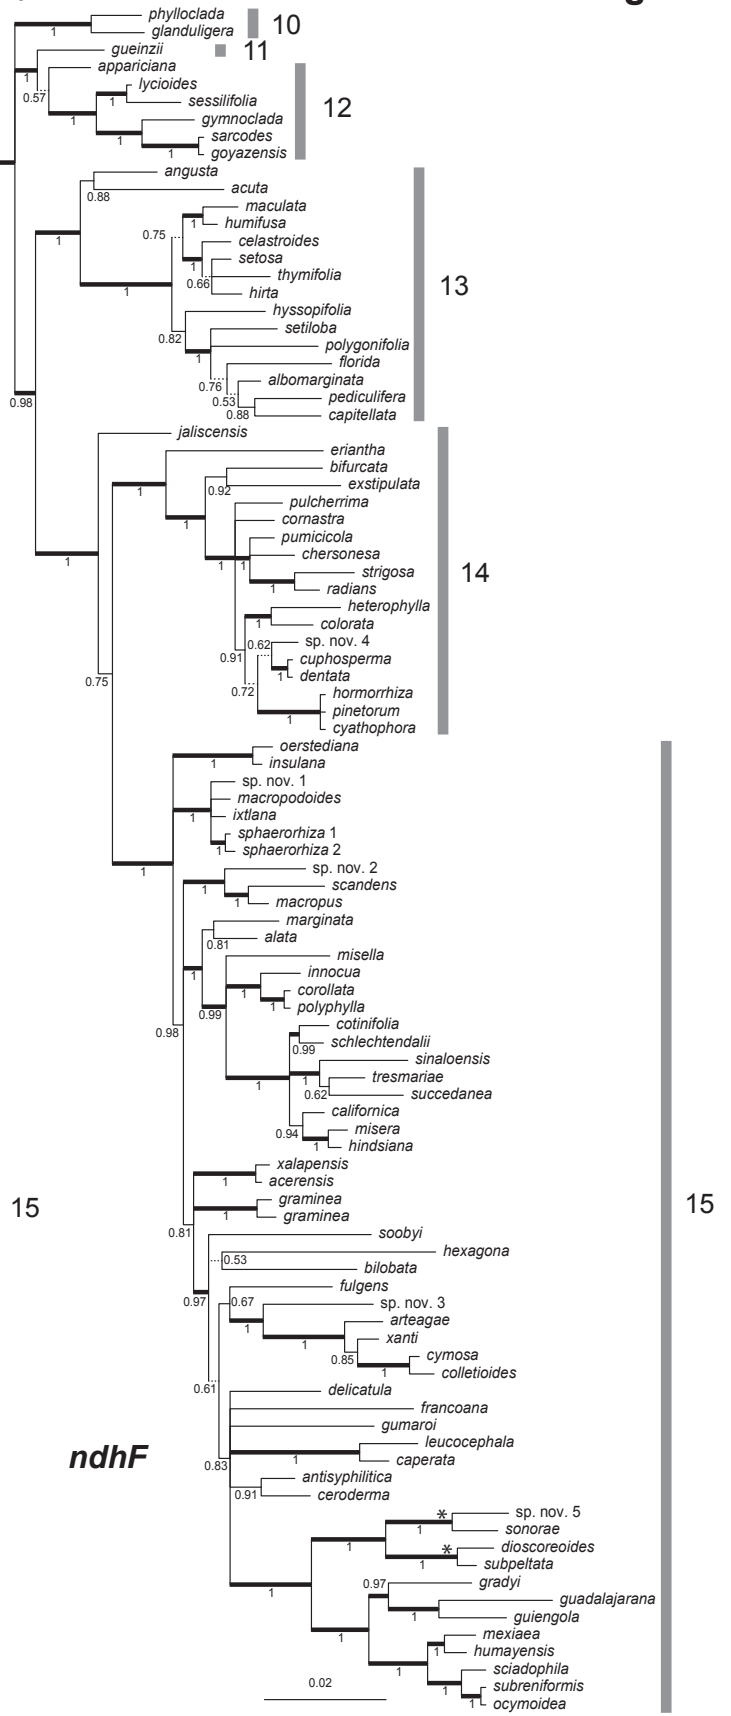 phylloclada
1
10
glanduligera
gueinzii
11
1
appariciana
0.57
lycioides
1
sessilifolia
12
1
gymnoclada
sarcodes
1
1
goyazensis
angusta
acuta
0.88
maculata
1
humifusa
0.75
1
celastroides
setosa
1
thymifolia
0.66
1
hirta
13
hyssopifolia
0.82
setiloba
1
polygonifolia
florida
0.76
albomarginata
0.98
0.53
pediculifera
0.88
capitellata
jaliscensis
eriantha
bifurcata
1
0.92
exstipulata
pulcherrima
1
cornastra
pumicicola
1
1
1
chersonesa
strigosa
14
1
radians
heterophylla
1
colorata
0.62
sp. nov. 4
0.91
cuphosperma
0.75
1
dentata
0.72
hormorrhiza
1
pinetorum
cyathophora
oerstediana
1
insulana
sp. nov. 1
macropodoides
1
ixtlana
sphaerorhiza 1
1
sphaerorhiza 2
1
sp. nov. 2
1
scandens
1
macropus
marginata
0.81
alata
misella
1
innocua
1
corollata
0.99
1
polyphylla
0.98
cotinifolia
0.99
schlechtendalii
sinaloensis
1
1
tresmariae
0.62
succedanea
californica
0.94
misera
1
hindsiana
xalapensis
1
acerensis
graminea
15
15
1
graminea
0.81
soobyi
hexagona
0.53
bilobata
fulgens
0.97
0.67
sp. nov. 3
1
arteagae
1
xanti
0.85
cymosa
1
colletioides
0.61
delicatula
francoana
gumaroi
leucocephala
ndhF
0.83
1
caperata
antisyphilitica
0.91
ceroderma
*
sp. nov. 5
1
sonorae
1
*
dioscoreoides
1
subpeltata
1
0.97
gradyi
guadalajarana
1
guiengola
1
mexiaea
1
humayensis
1
sciadophila
0.02
1
subreniformis
1
ocymoidea